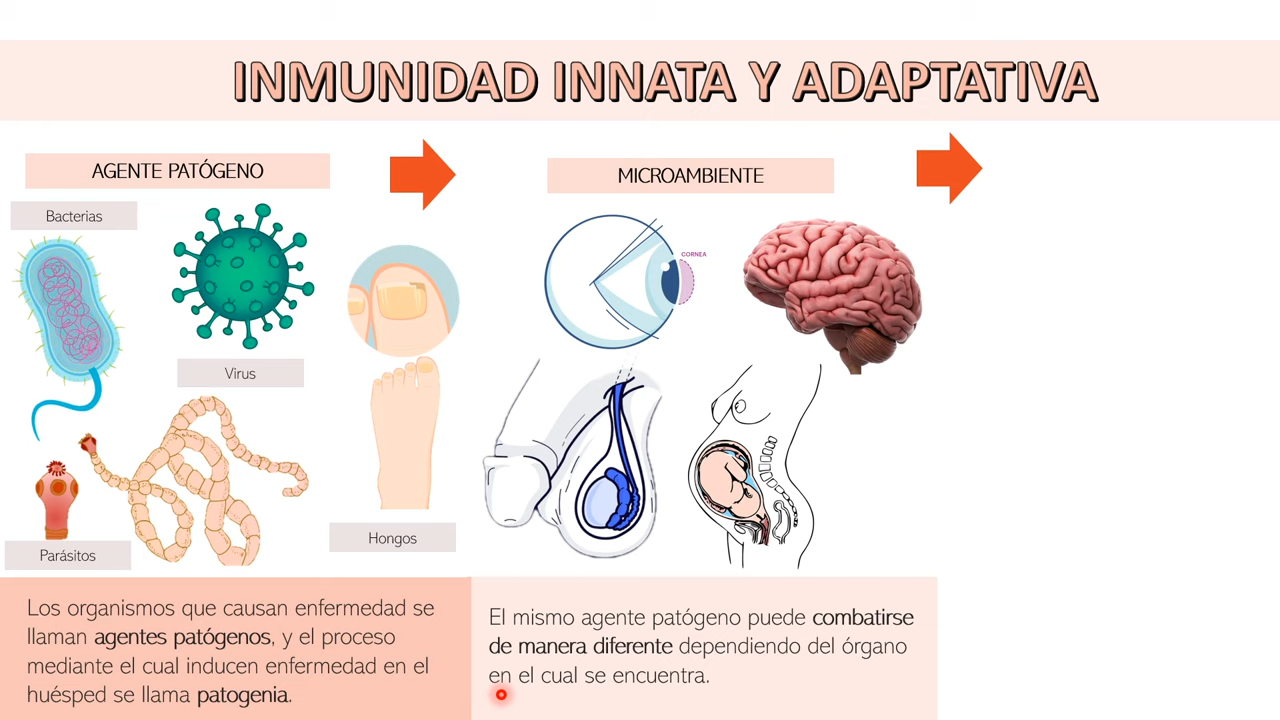 INMUNIDAD INNATA Y ADAPTATIVA
AGENTE PATÓGENO
Bacterias
Virus
Parásitos
Hongos
Los organismos que causan enfermedad se
llaman agentes patógenos, y el proceso
mediante el cual inducen enfermedad en el
huésped se llama patogenia.
MICROAMBIENTE
CORNEA
El mismo agente patógeno puede combatirse
de manera diferente dependiendo del órgano
en el cual se encuentra.